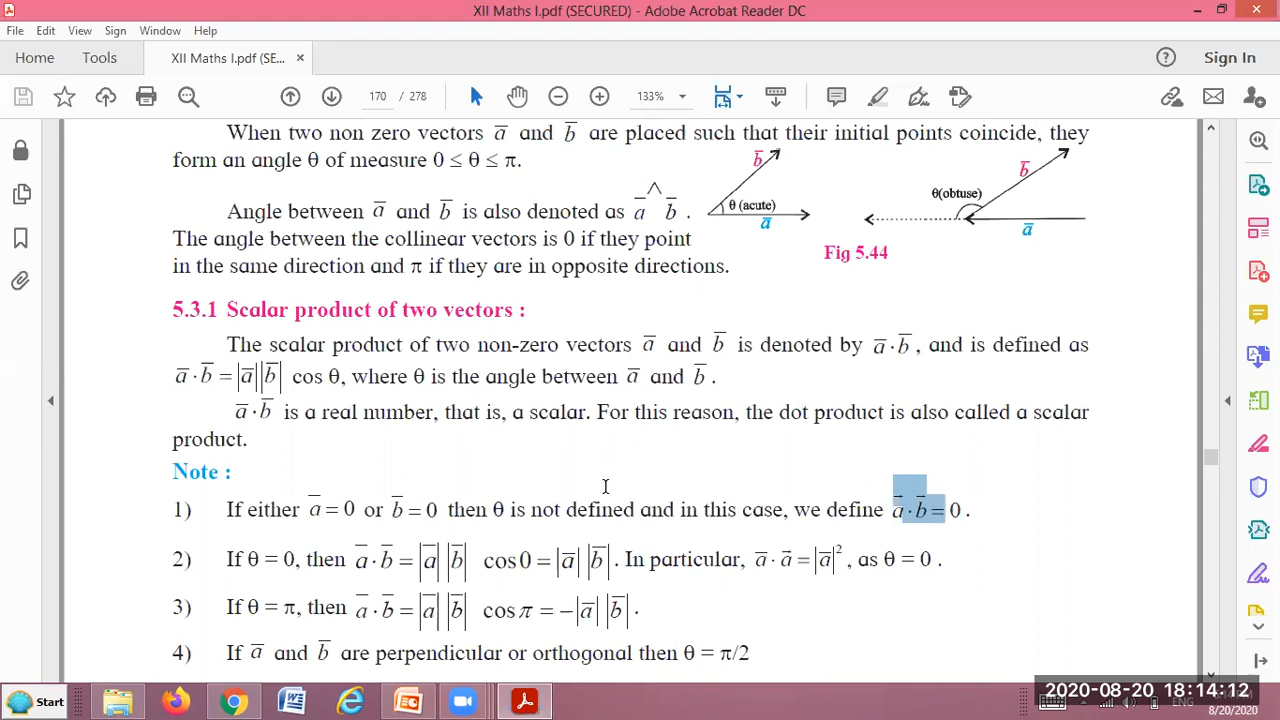 XII Maths I.pdf (SECURED) - Adobe Acrobat Reader DC
File Edit View Sign Window Help
Home Tools XII Maths I.pdf (SE... × Sign In
170 / 278 133%
When two non zero vectors a̅ and b̅ are placed such that their initial points coincide, they
form an angle θ of measure 0 ≤ θ ≤ π.
b̅ θ (acute) a̅
b̅ θ(obtuse) a̅
Angle between a̅ and b̅ is also denoted as a̅ ^ b̅ .
The angle between the collinear vectors is 0 if they point
Fig 5.44
in the same direction and π if they are in opposite directions.
5.3.1 Scalar product of two vectors :
The scalar product of two non-zero vectors a̅ and b̅ is denoted by a̅ · b̅, and is defined as
a̅ · b̅ = |a̅||b̅| cos θ, where θ is the angle between a̅ and b̅.
a̅ · b̅ is a real number, that is, a scalar. For this reason, the dot product is also called a scalar
product.
Note :
1) If either a̅ = 0 or b̅ = 0 then θ is not defined and in this case, we define a⃗ · b⃗ = 0 .
2) If θ = 0, then a̅ · b̅ = |a̅| |b̅| cos 0 = |a̅| |b̅| . In particular, a̅ · a⃗ = |a̅|², as θ = 0 .
3) If θ = π, then a̅ · b̅ = |a̅| |b̅| cos π = −|a̅| |b̅| .
4) If a̅ and b̅ are perpendicular or orthogonal then θ = π/2
Start
2020-08-20 18:14:12
8/20/2020